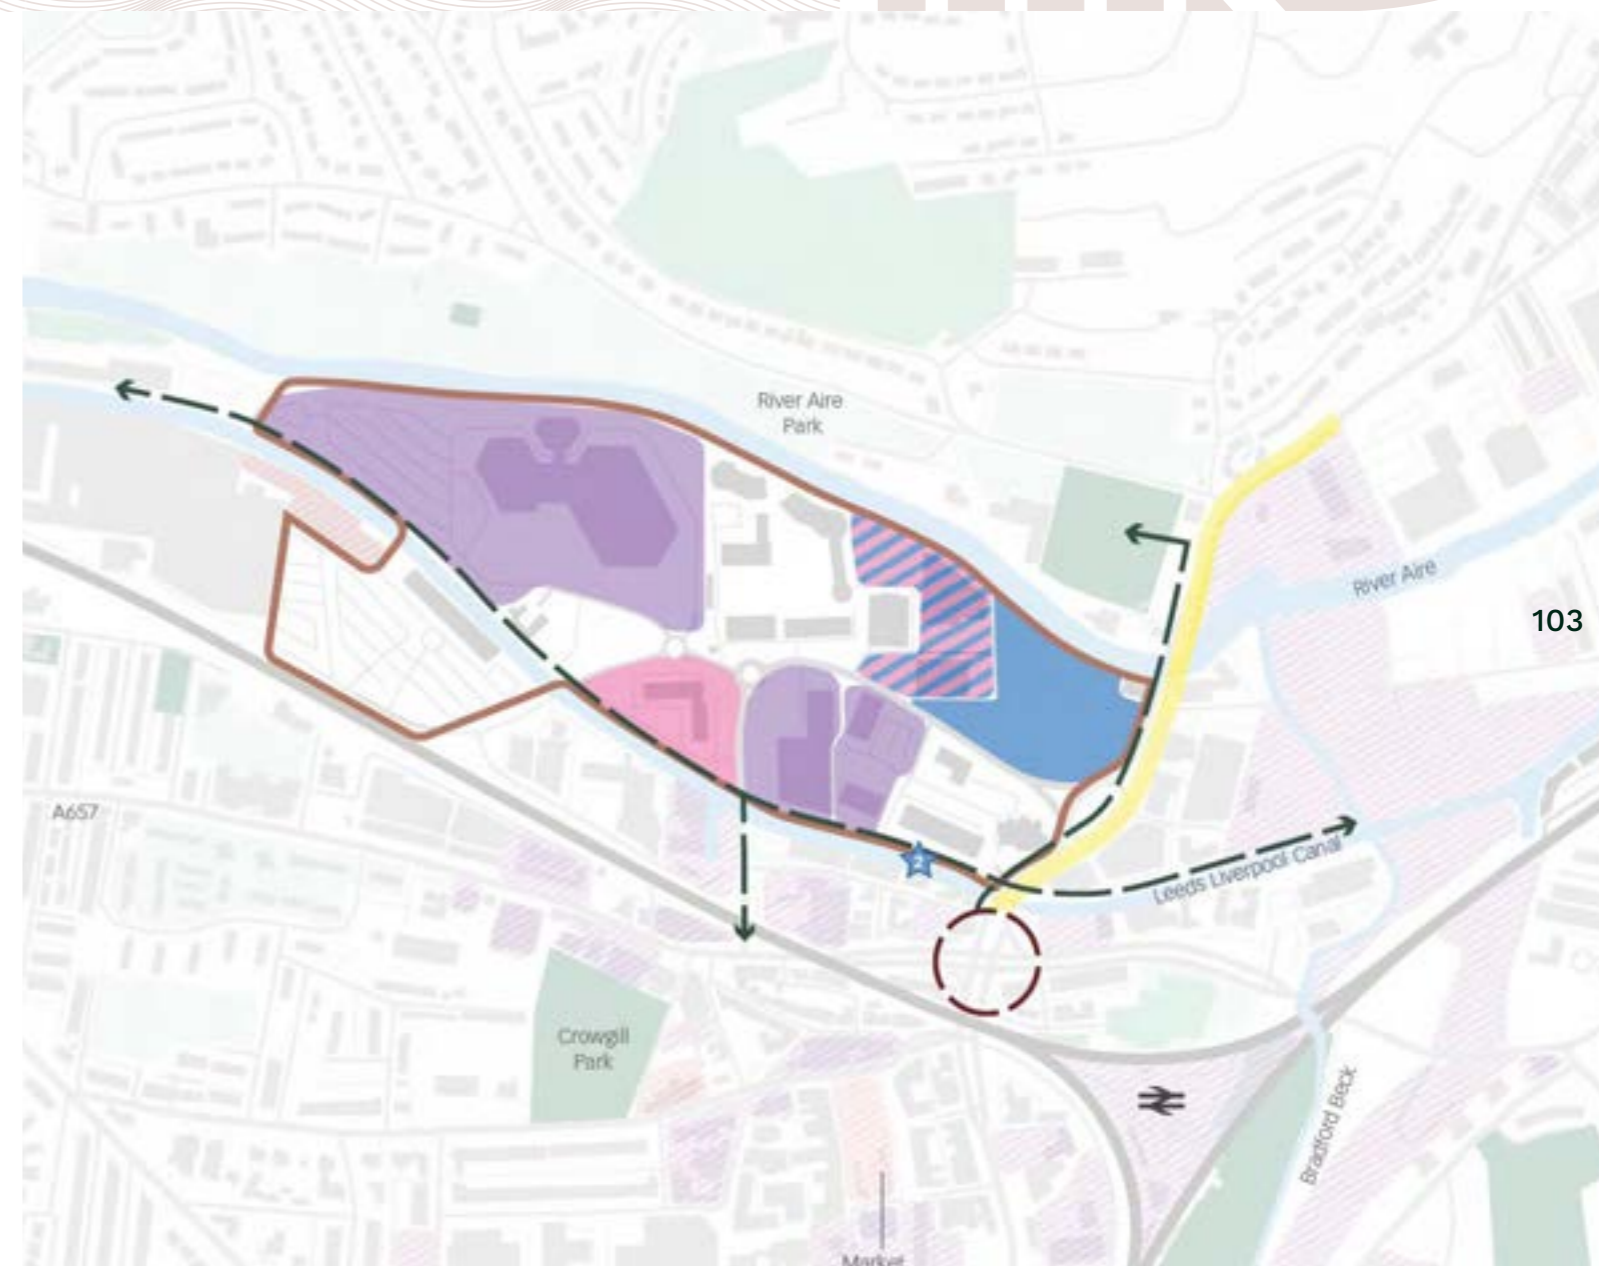 River Aire
Park
River Aire
103
A657
2
Leeds Liverpool Canal
Crowgill
Park
Bradford Beck
Market